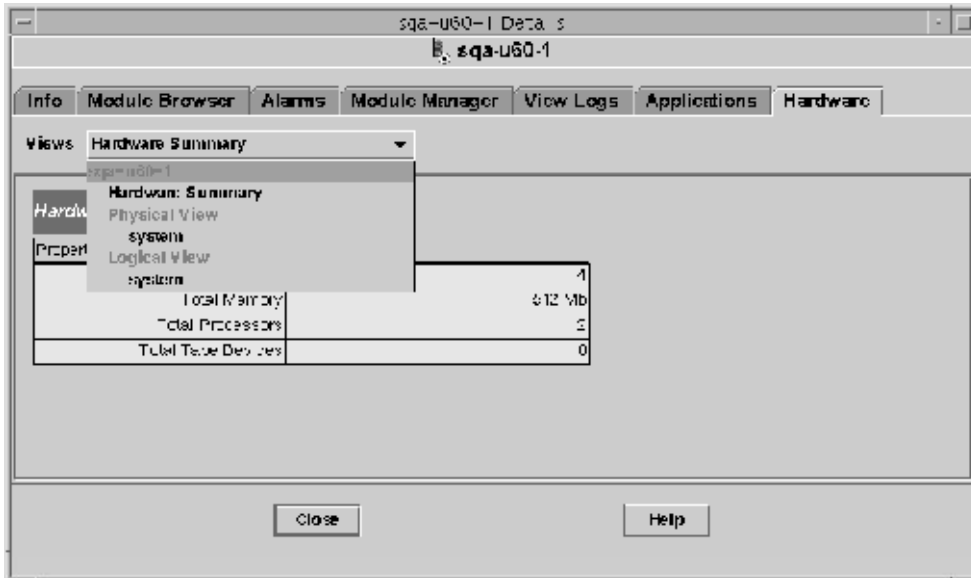 sqa-u60-1 Details
sqa-u60-1
Info Module Browser Alarms Module Manager View Logs Applications Hardware
Views Hardware Summary
sqa-u60-1
Hardware Summary
Physical View
system
Logical View
system
4
Total Memory 512 Mb
Total Processors 2
Total Tape Devices 0
Close Help